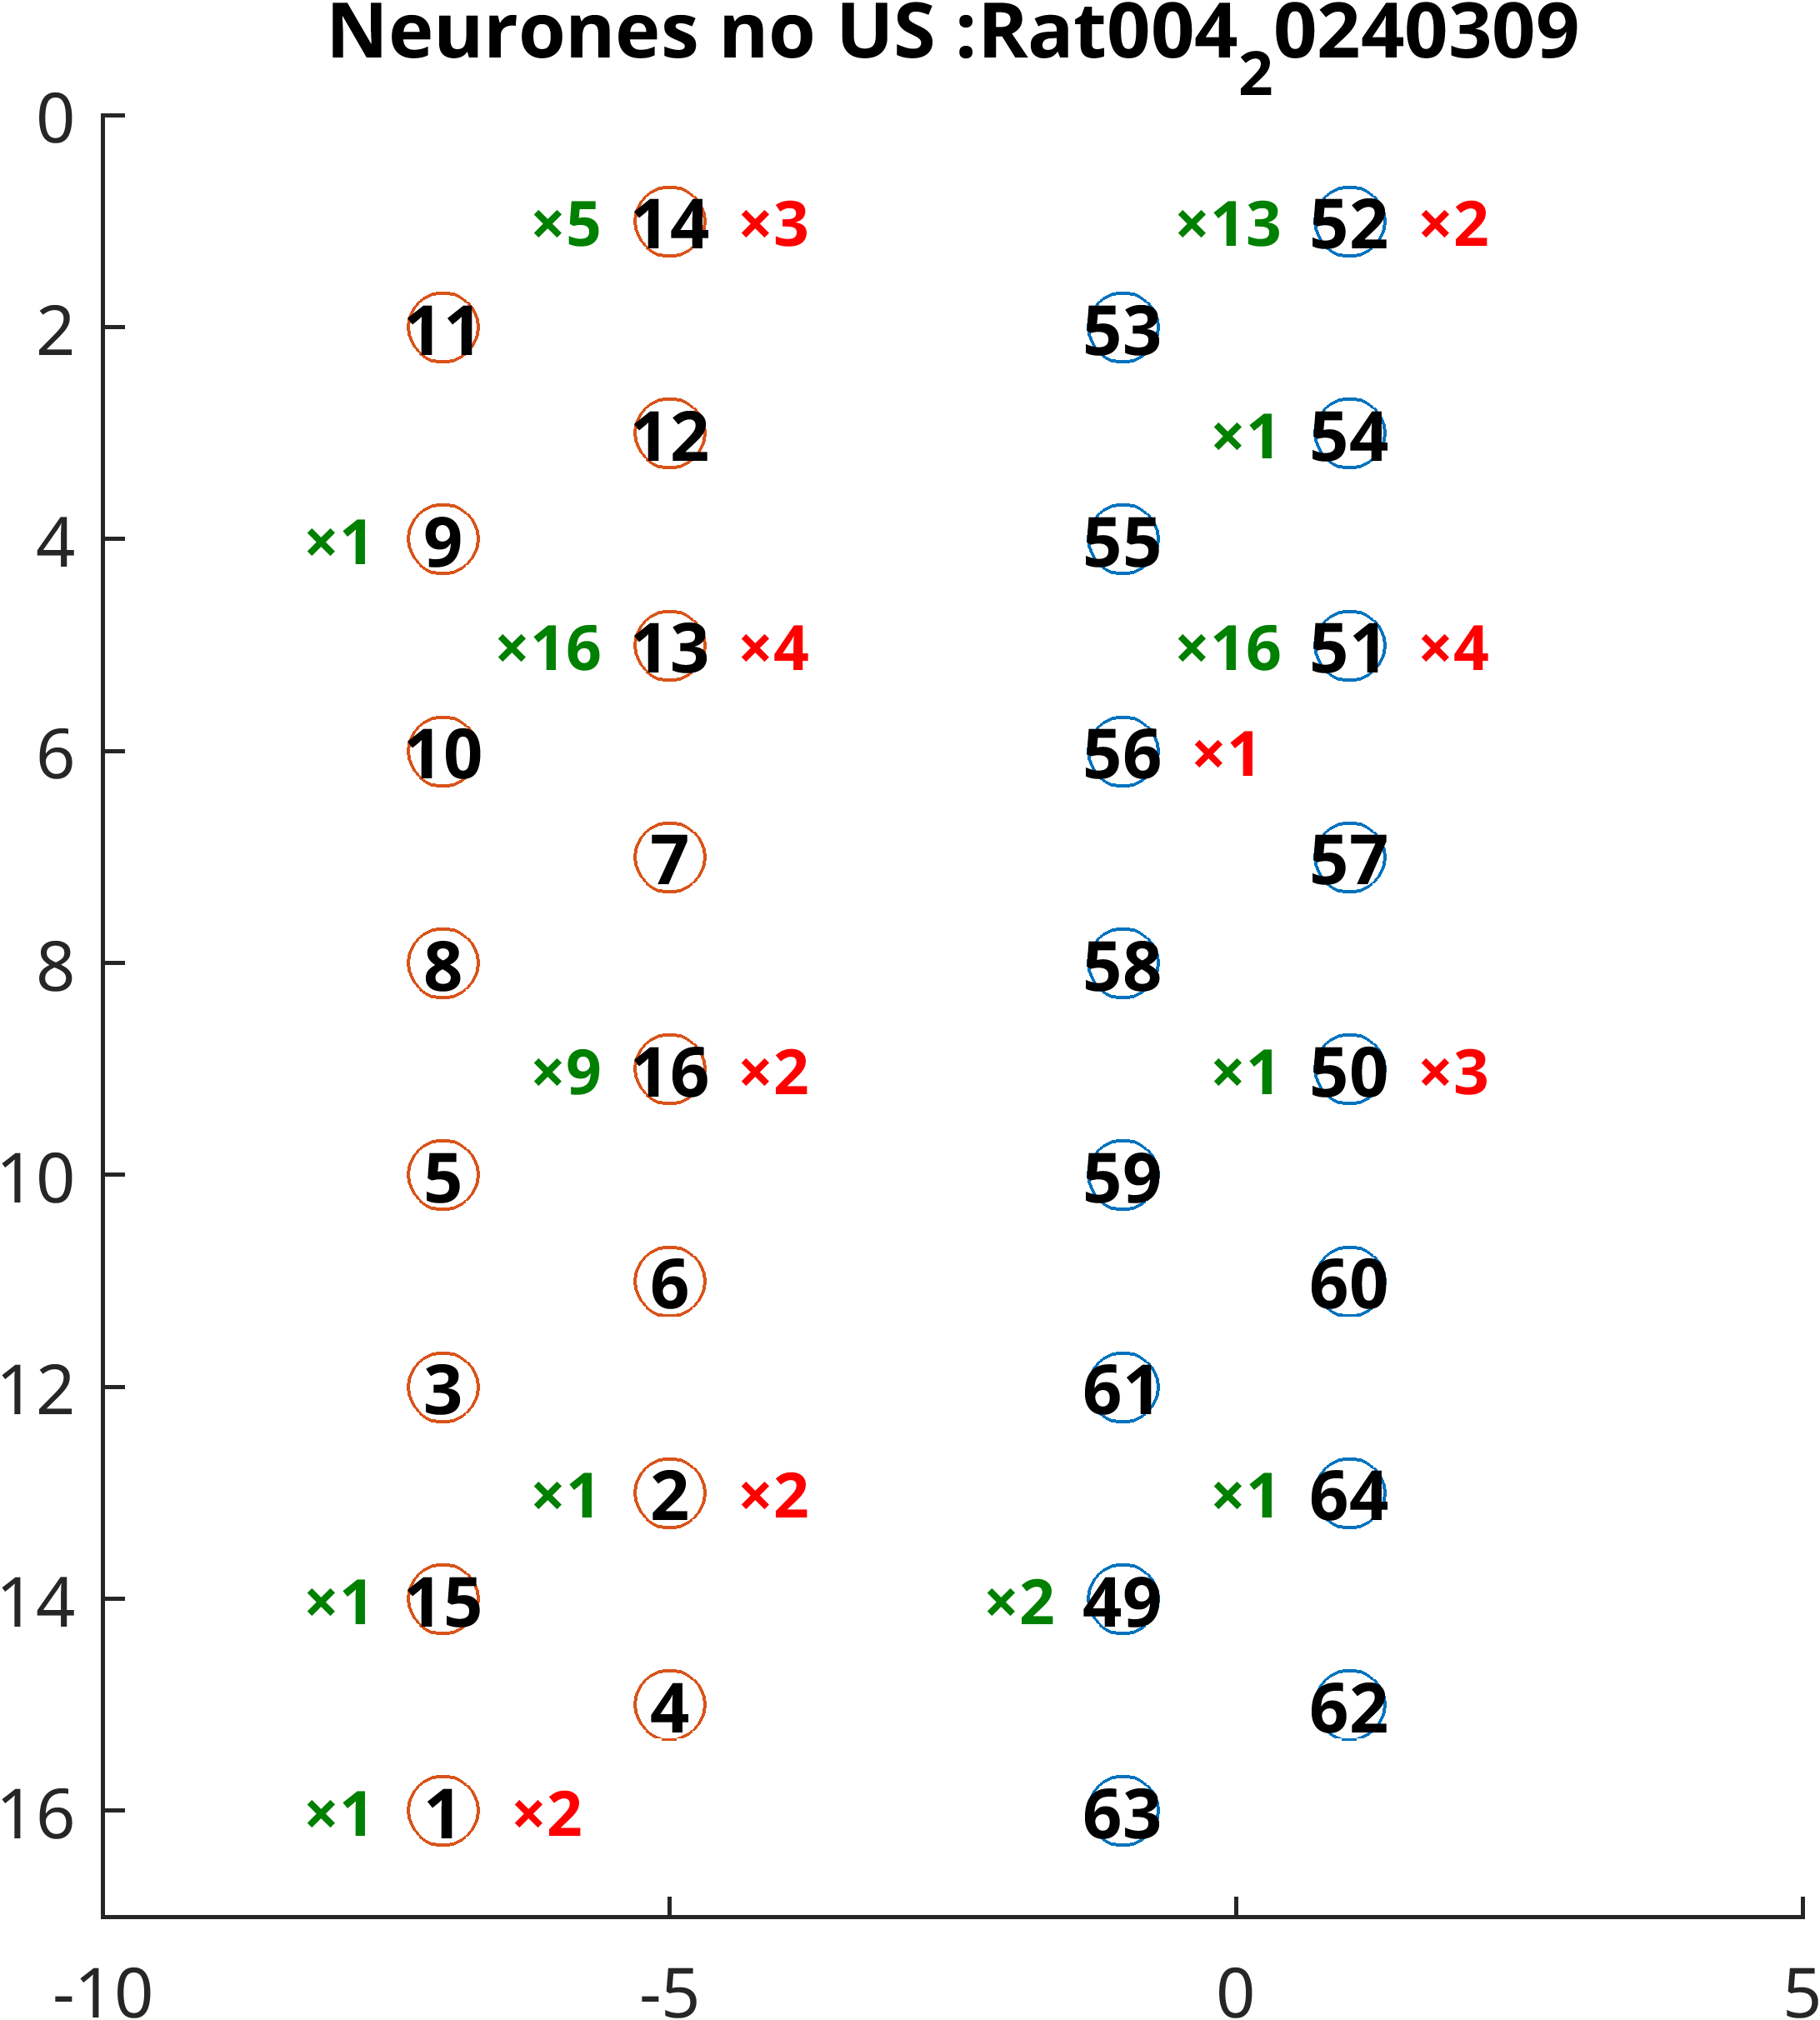 Neurones no US :Rat004₂0240309
0
×5 14 ×3 ×13 52 ×2
2 11 53
12 ×1 54
4 ×1 9 55
×16 13 ×4 ×16 51 ×4
6 10 56 ×1
7 57
8 8 58
×9 16 ×2 ×1 50 ×3
10 5 59
6 60
12 3 61
×1 2 ×2 ×1 64
14 ×1 15 ×2 49
4 62
16 ×1 1 ×2 63
-10 -5 0 5